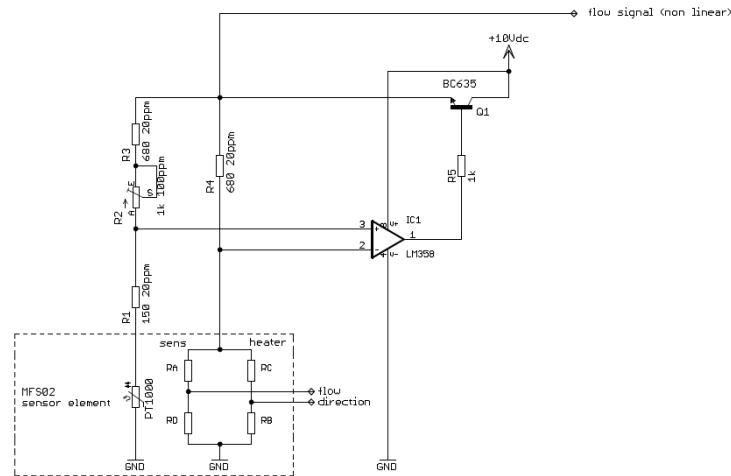 flow signal (non linear)
+10Vdc
BC635
Q1
R3
680 20ppm
R4
680 20ppm
R5
1k
R2
1k 100ppm
E
S
A
3
2
1
8
V+
4
V-
+
-
IC1
LM358
R1
150 20ppm
sens
heater
RA
RC
MFS02
sensor element
PT1000
flow
direction
RD
RB
GND
GND
GND